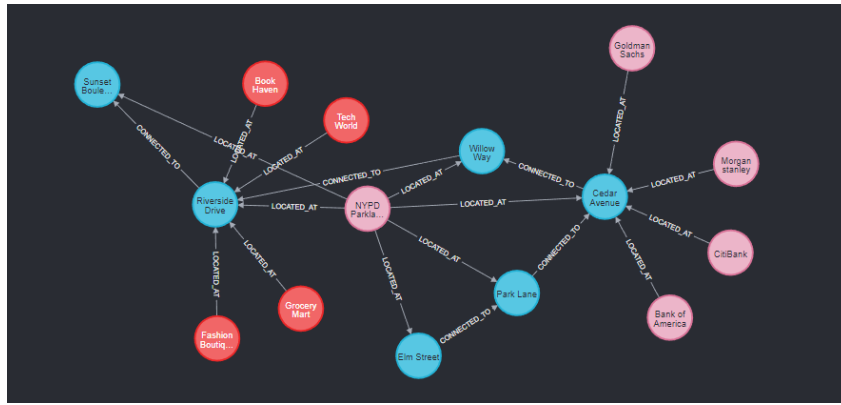 Goldman
Sachs
Sunset
Boule...
Book
Haven
LOCATED_AT
Tech
World
CONNECTED_TO
LOCATED_AT
LOCATED_AT
LOCATED_AT
Willow
Way
CONNECTED_TO
CONNECTED_TO
Morgan
stanley
LOCATED_AT
LOCATED_AT
Riverside
Drive
LOCATED_AT
NYPD
Parkla...
LOCATED_AT
Cedar
Avenue
LOCATED_AT
LOCATED_AT
LOCATED_AT
LOCATED_AT
CONNECTED_TO
CitiBank
LOCATED_AT
LOCATED_AT
Park Lane
Grocery
Mart
Bank of
America
Fashion
Boutiq...
CONNECTED_TO
Elm Street